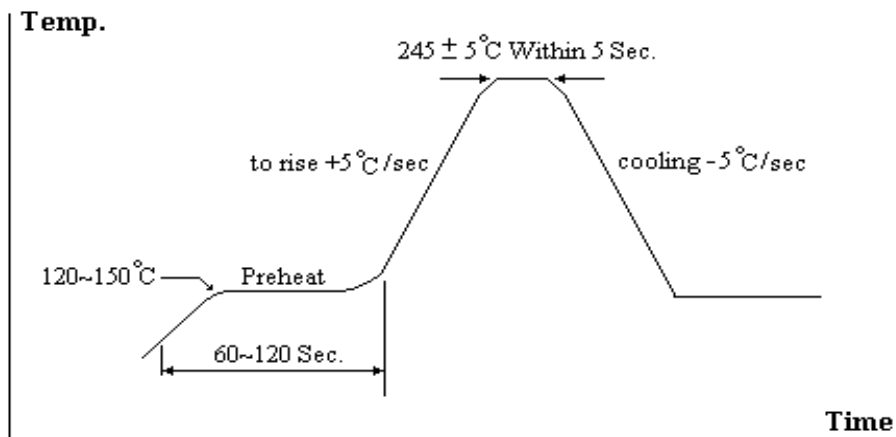 Temp.
245 ± 5°C Within 5 Sec.
to rise +5°C/sec
cooling -5°C/sec
120~150°C
Preheat
60~120 Sec.
Time